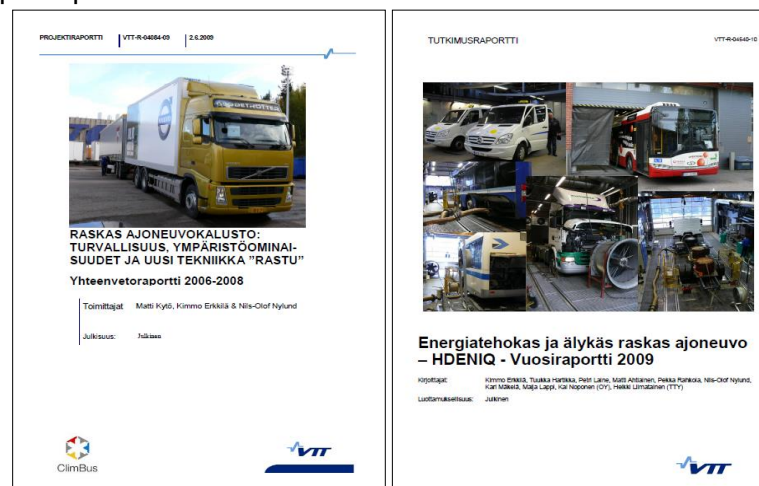 PROJEKTIRAPORTTI VTT-R-04084-09 2.6.2009
RASKAS AJONEUVOKALUSTO:
TURVALLISUUS, YMPÄRISTÖOMINAI-
SUUDET JA UUSI TEKNIIKKA "RASTU"
Yhteenvetoraportti 2006-2008
Toimittajat Matti Kytö, Kimmo Erkkilä & Nils-Olof Nylund
Julkisuus: Julkinen
ClimBus
VTT
TUTKIMUSRAPORTTI VTT-R-04540-10
Energiatehokas ja älykäs raskas ajoneuvo
– HDENIQ - Vuosiraportti 2009
Kirjoittajat: Kimmo Erkkilä, Tuukka Hartikka, Petri Laine, Matti Ahtiainen, Pekka Rahkola, Nils-Olof Nylund,
Kari Mäkelä, Maija Lappi, Kai Noponen (OY), Heikki Liimatainen (TTY)
Luottamuksellisuus: Julkinen
VTT